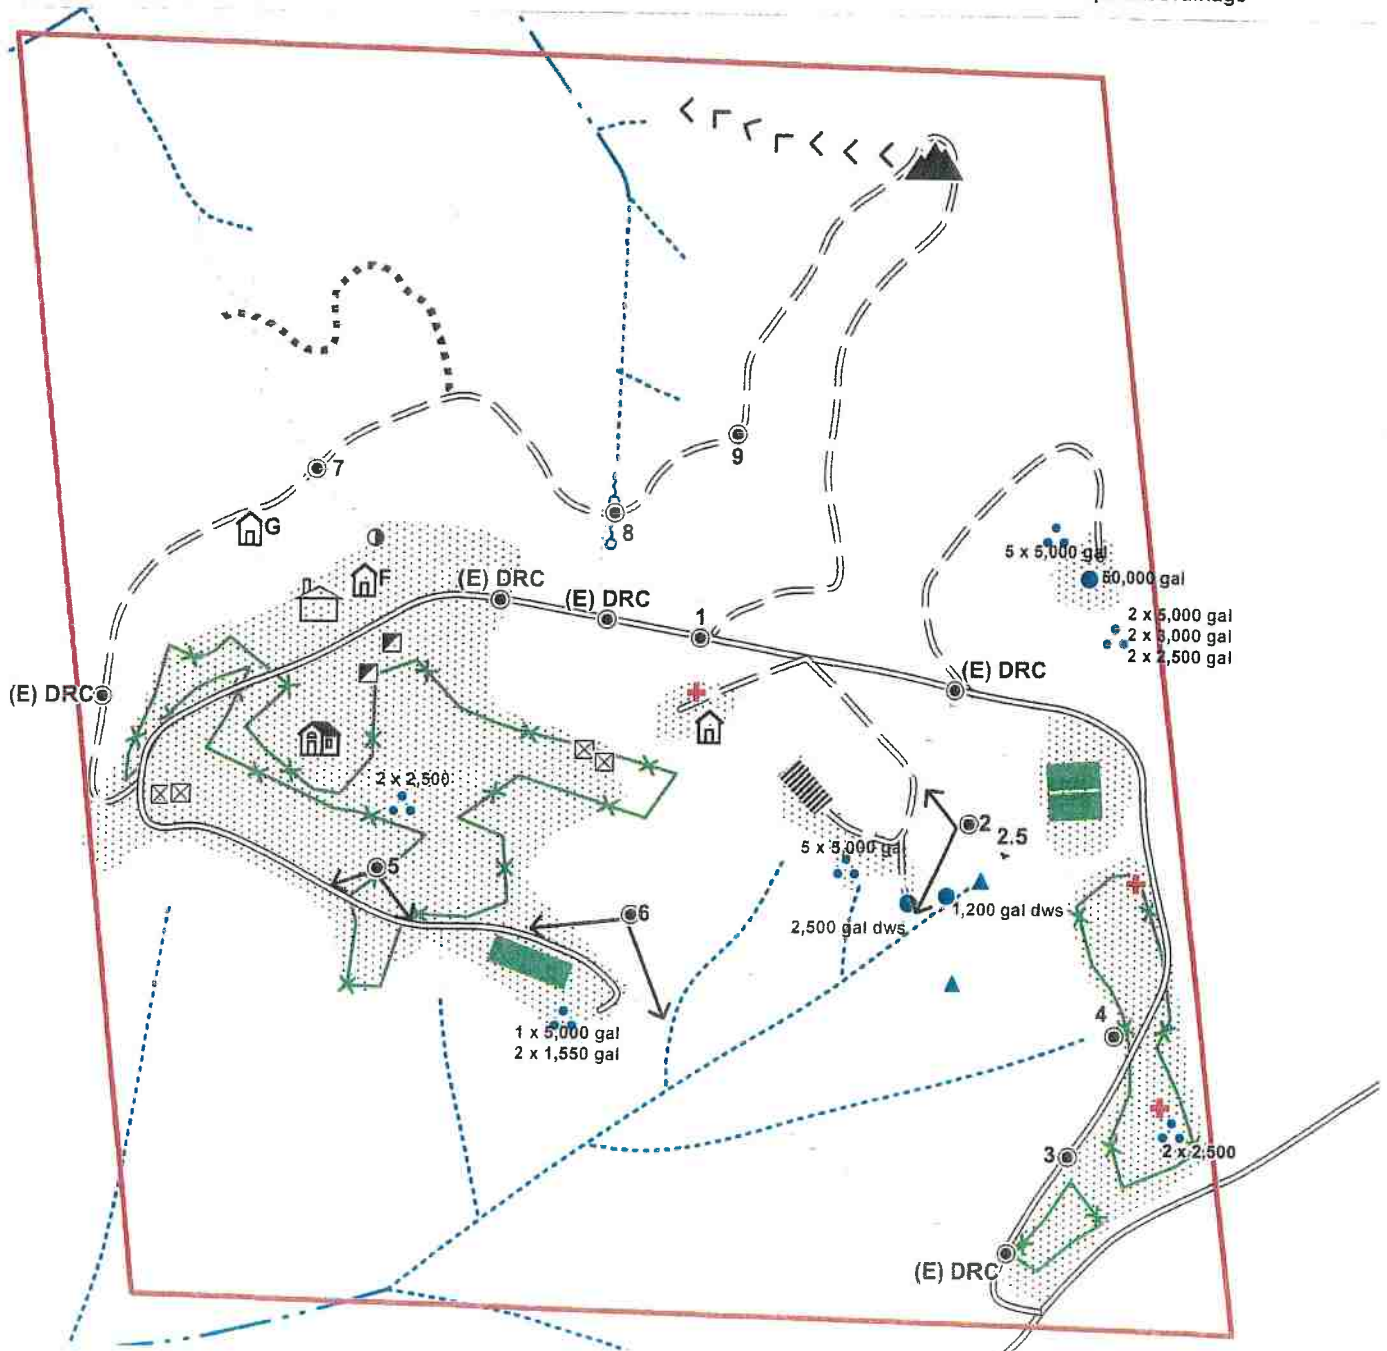 9
7
8
G
5 x 5,000 gal
50,000 gal
F
(E) DRC
(E) DRC
1
2 x 5,000 gal
2 x 3,000 gal
2 x 2,500 gal
(E) DRC
(E) DRC
2 x 2,500
2
2.5
5 x 5,000 gal
5
6
1,200 gal dws
2,500 gal dws
4
1 x 5,000 gal
2 x 1,550 gal
3
2 x 2,500
(E) DRC